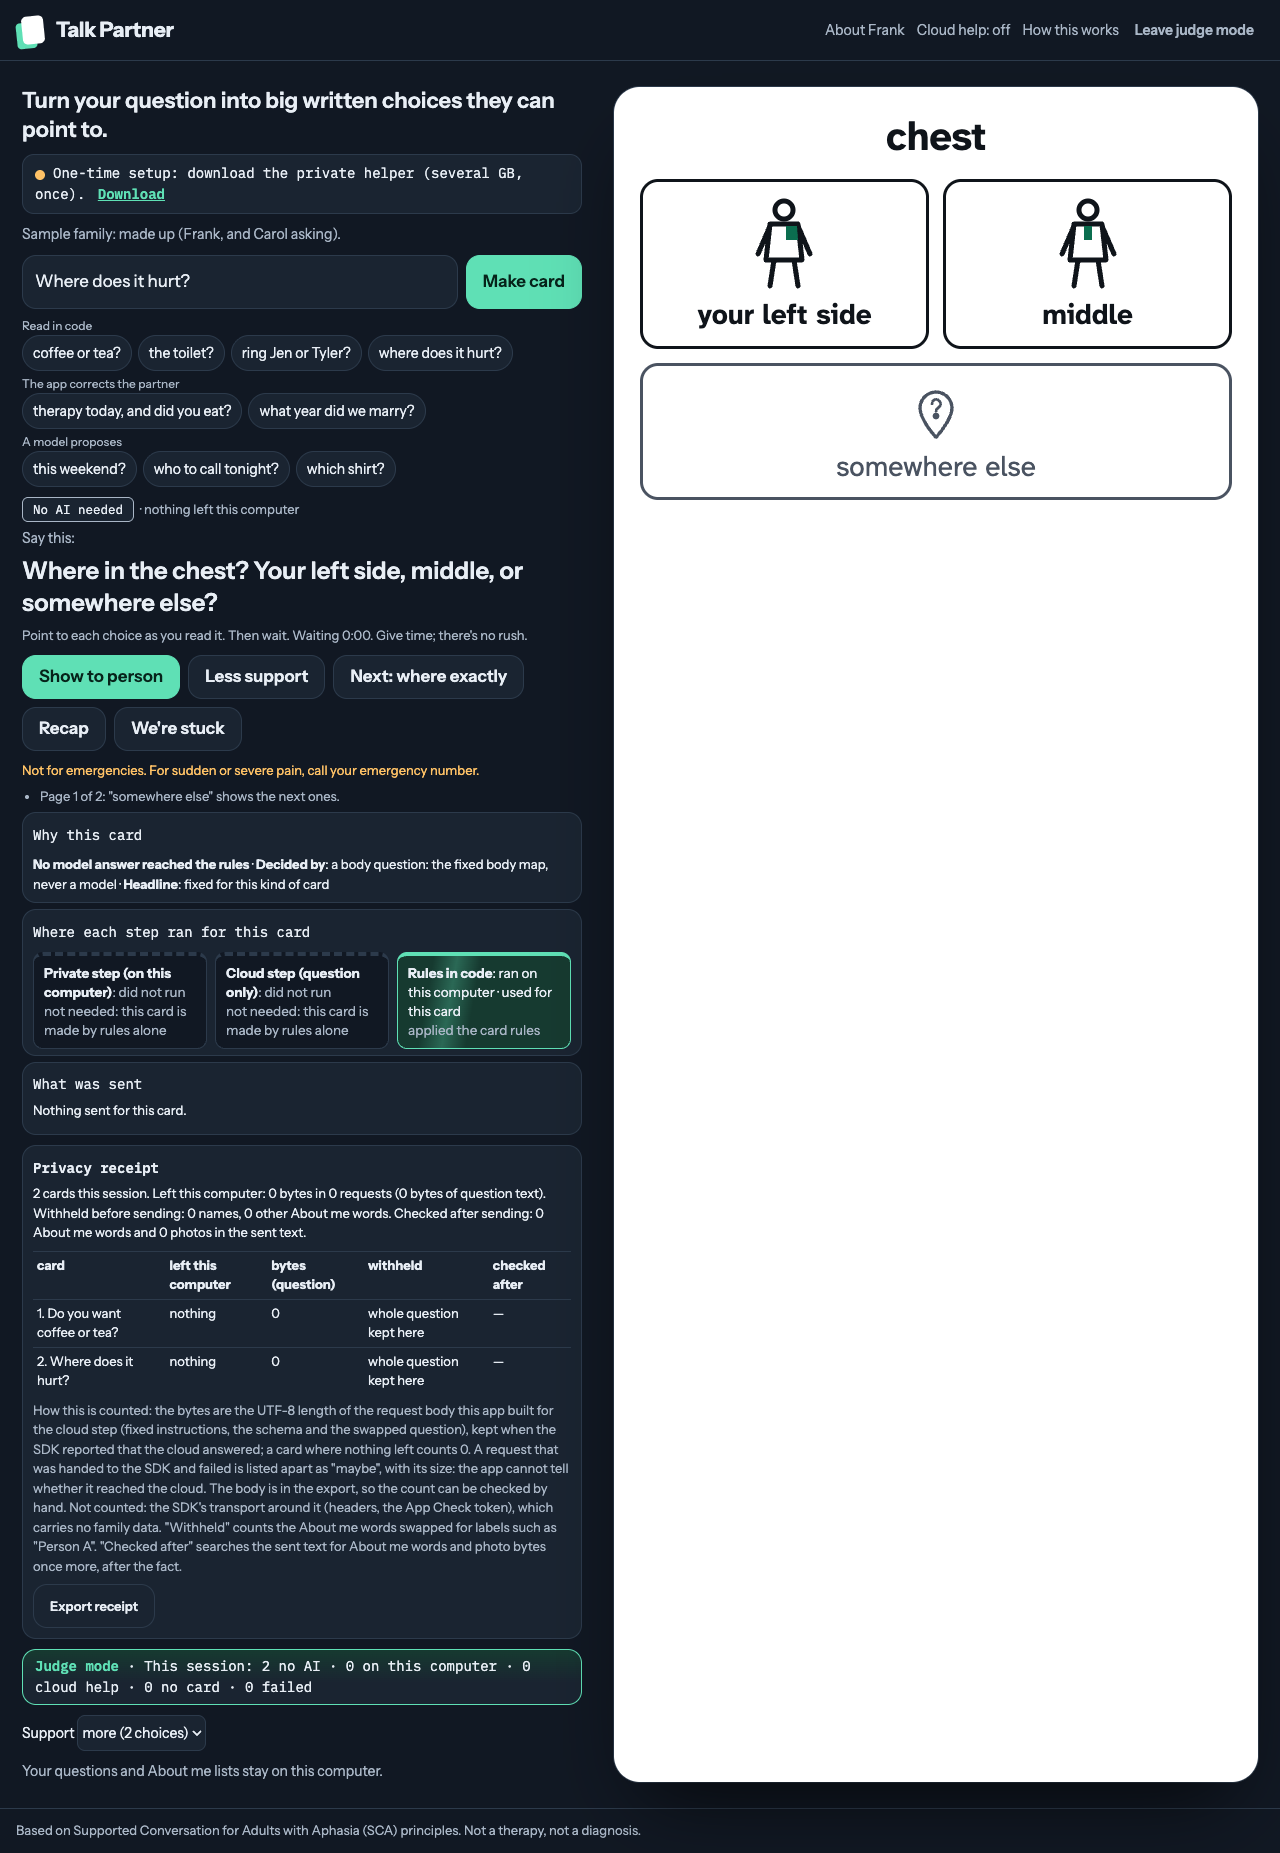 Talk Partner
About Frank Cloud help: off How this works Leave judge mode
Turn your question into big written choices they can
point to.
One-time setup: download the private helper (several GB,
once). Download
Sample family: made up (Frank, and Carol asking).
Where does it hurt?
Make card
Read in code
coffee or tea? the toilet? ring Jen or Tyler? where does it hurt?
The app corrects the partner
therapy today, and did you eat? what year did we marry?
A model proposes
this weekend? who to call tonight? which shirt?
No AI needed · nothing left this computer
Say this:
Where in the chest? Your left side, middle, or
somewhere else?
Point to each choice as you read it. Then wait. Waiting 0:00. Give time; there's no rush.
Show to person Less support Next: where exactly
Recap We're stuck
Not for emergencies. For sudden or severe pain, call your emergency number.
• Page 1 of 2: "somewhere else" shows the next ones.
Why this card
No model answer reached the rules · Decided by: a body question: the fixed body map,
never a model · Headline: fixed for this kind of card
Where each step ran for this card
Private step (on this
computer): did not run
not needed: this card is
made by rules alone
Cloud step (question
only): did not run
not needed: this card is
made by rules alone
Rules in code: ran on
this computer · used for
this card
applied the card rules
What was sent
Nothing sent for this card.
Privacy receipt
2 cards this session. Left this computer: 0 bytes in 0 requests (0 bytes of question text).
Withheld before sending: 0 names, 0 other About me words. Checked after sending: 0
About me words and 0 photos in the sent text.
card left this computer bytes (question) withheld checked after
1. Do you want coffee or tea? nothing 0 whole question kept here —
2. Where does it hurt? nothing 0 whole question kept here —
How this is counted: the bytes are the UTF-8 length of the request body this app built for
the cloud step (fixed instructions, the schema and the swapped question), kept when the
SDK reported that the cloud answered; a card where nothing left counts 0. A request that
was handed to the SDK and failed is listed apart as "maybe", with its size: the app cannot tell
whether it reached the cloud. The body is in the export, so the count can be checked by
hand. Not counted: the SDK's transport around it (headers, the App Check token), which
carries no family data. "Withheld" counts the About me words swapped for labels such as
"Person A". "Checked after" searches the sent text for About me words and photo bytes
once more, after the fact.
Export receipt
Judge mode · This session: 2 no AI · 0 on this computer · 0
cloud help · 0 no card · 0 failed
Support more (2 choices)
Your questions and About me lists stay on this computer.
chest
your left side
middle
?
somewhere else
Based on Supported Conversation for Adults with Aphasia (SCA) principles. Not a therapy, not a diagnosis.